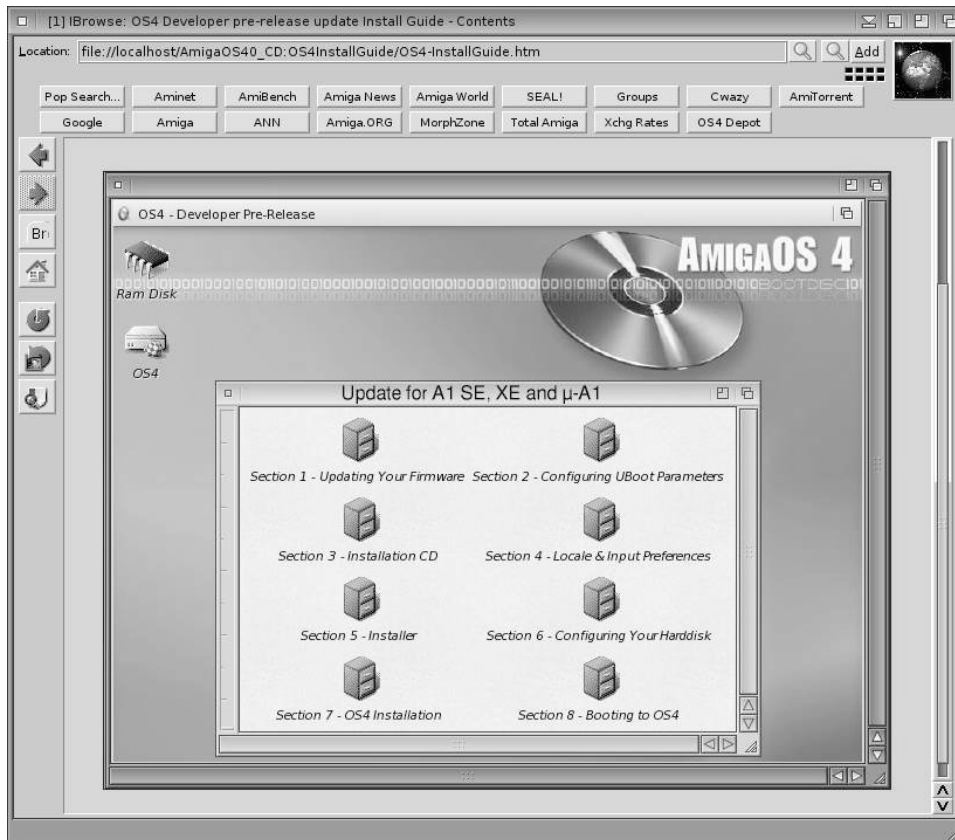 [1] IBrowse: OS4 Developer pre-release update Install Guide - Contents
Location: file://localhost/AmigaOS40_CD:OS4InstallGuide/OS4-InstallGuide.htm Add
Pop Search... Aminet AmiBench Amiga News Amiga World SEAL! Groups Cwazy AmiTorrent
Google Amiga ANN Amiga.ORG MorphZone Total Amiga Xchg Rates OS4 Depot
OS4 - Developer Pre-Release
AMIGAOS 4
BOOTDISC
Ram Disk
OS4
Update for A1 SE, XE and µ-A1
Section 1 - Updating Your Firmware Section 2 - Configuring UBoot Parameters
Section 3 - Installation CD Section 4 - Locale & Input Preferences
Section 5 - Installer Section 6 - Configuring Your Harddisk
Section 7 - OS4 Installation Section 8 - Booting to OS4